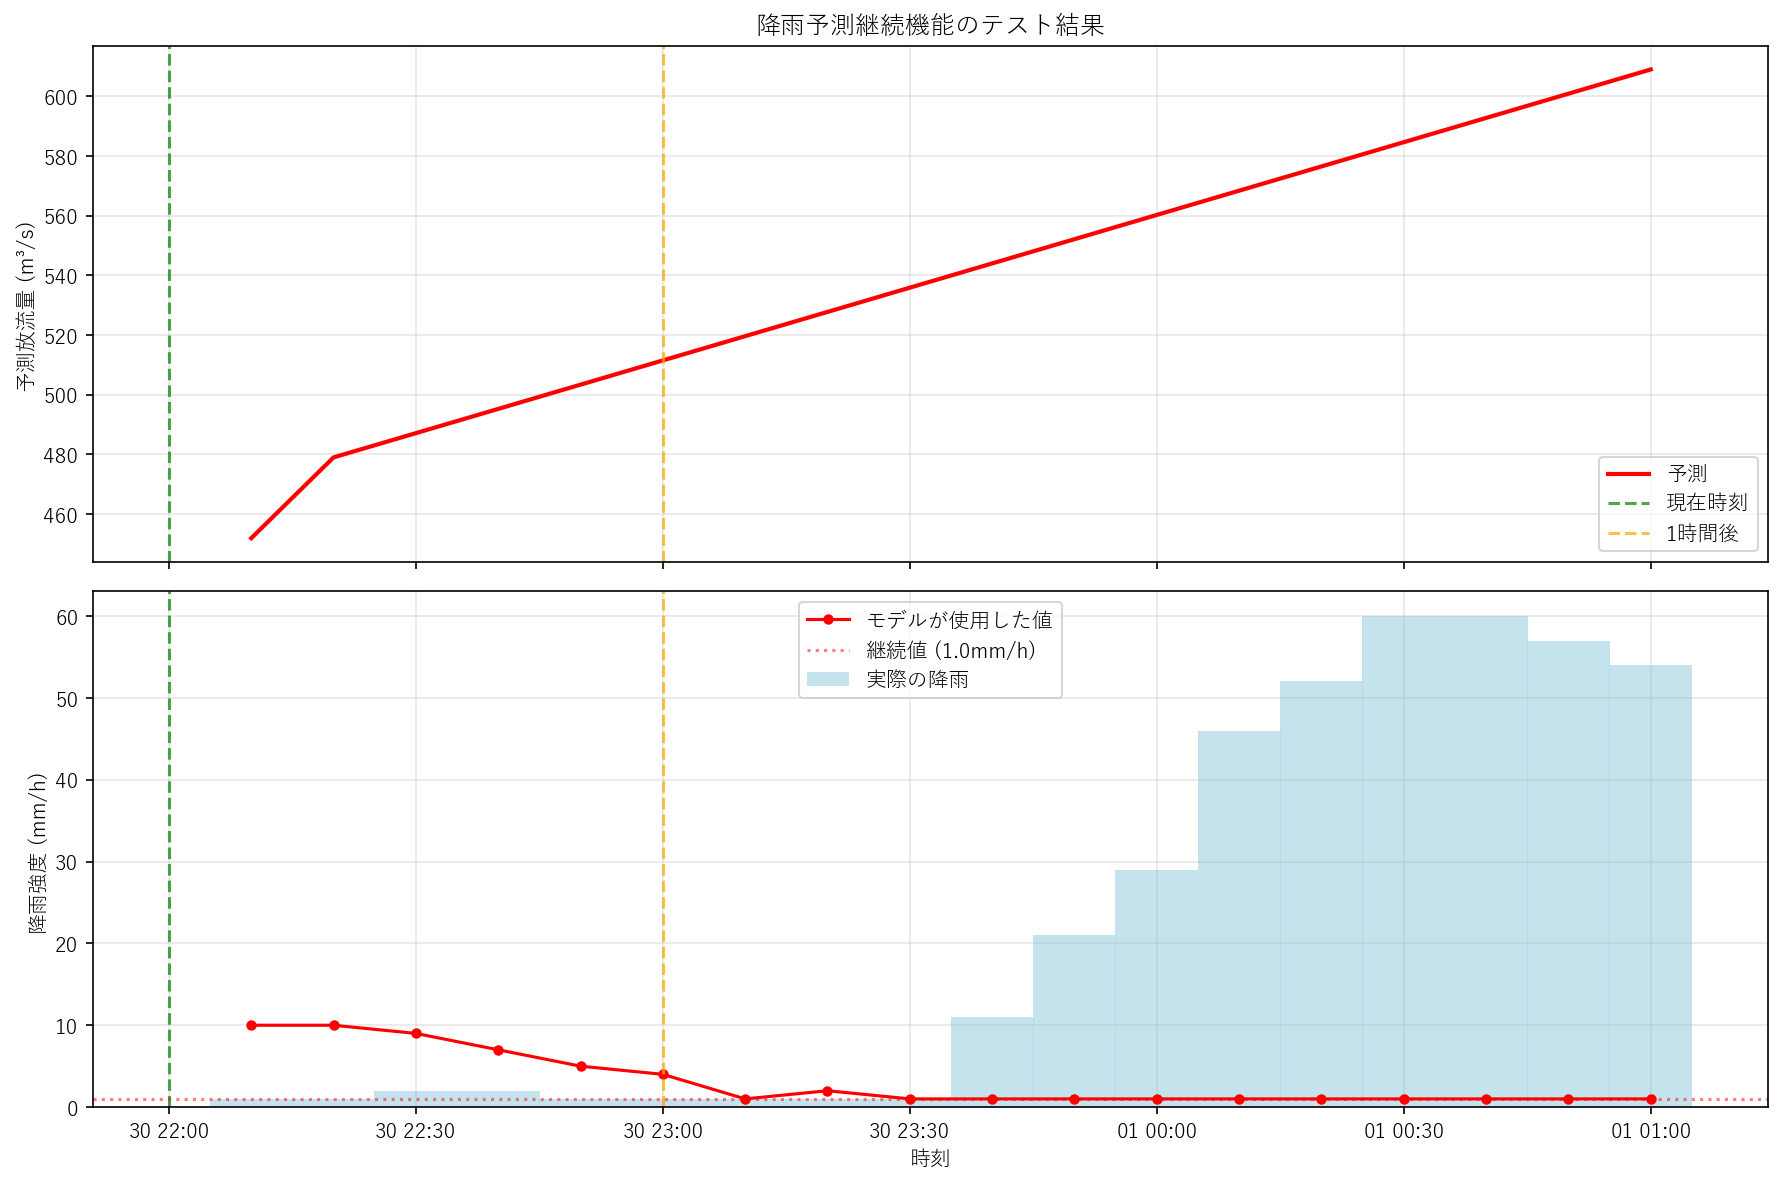 降雨予測継続機能のテスト結果
予測放流量 (m³/s)
600
580
560
540
520
500
480
460
予測
現在時刻
1時間後
降雨強度 (mm/h)
60
50
40
30
20
10
0
モデルが使用した値
継続値 (1.0mm/h)
実際の降雨
30 22:00 30 22:30 30 23:00 30 23:30 01 00:00 01 00:30 01 01:00
時刻